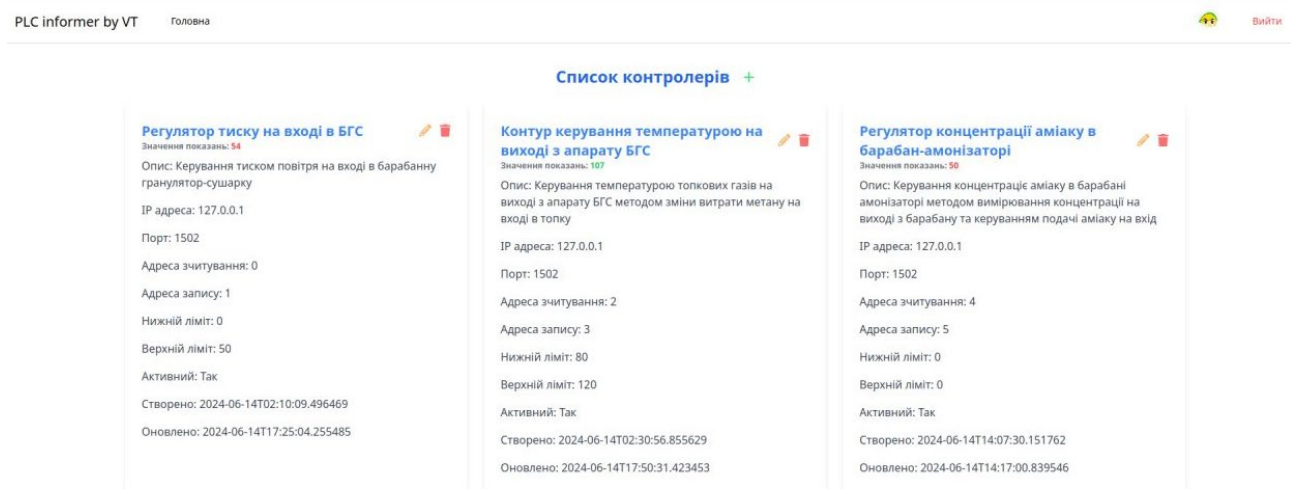 PLC informer by VT
Головна
Вийти
Список контролерів +
Регулятор тиску на вході в БГС
Значення показань: 54
Опис: Керування тиском повітря на вході в барабанну
гранулятор-сушарку
IP адреса: 127.0.0.1
Порт: 1502
Адреса зчитування: 0
Адреса запису: 1
Нижній ліміт: 0
Верхній ліміт: 50
Активний: Так
Створено: 2024-06-14T02:10:09.496469
Оновлено: 2024-06-14T17:25:04.255485
Контур керування температурою на
виході з апарату БГС
Значення показань: 107
Опис: Керування температурою топкових газів на
виході з апарату БГС методом зміни витрати метану на
вході в топку
IP адреса: 127.0.0.1
Порт: 1502
Адреса зчитування: 2
Адреса запису: 3
Нижній ліміт: 80
Верхній ліміт: 120
Активний: Так
Створено: 2024-06-14T02:30:56.855629
Оновлено: 2024-06-14T17:50:31.423453
Регулятор концентрації аміаку в
барабан-амонізаторі
Значення показань: 50
Опис: Керування концентраціє аміаку в барабані
амонізаторі методом вимірювання концентрації на
виході з барабану та керуванням подачі аміаку на вхід
IP адреса: 127.0.0.1
Порт: 1502
Адреса зчитування: 4
Адреса запису: 5
Нижній ліміт: 0
Верхній ліміт: 0
Активний: Так
Створено: 2024-06-14T14:07:30.151762
Оновлено: 2024-06-14T14:17:00.839546